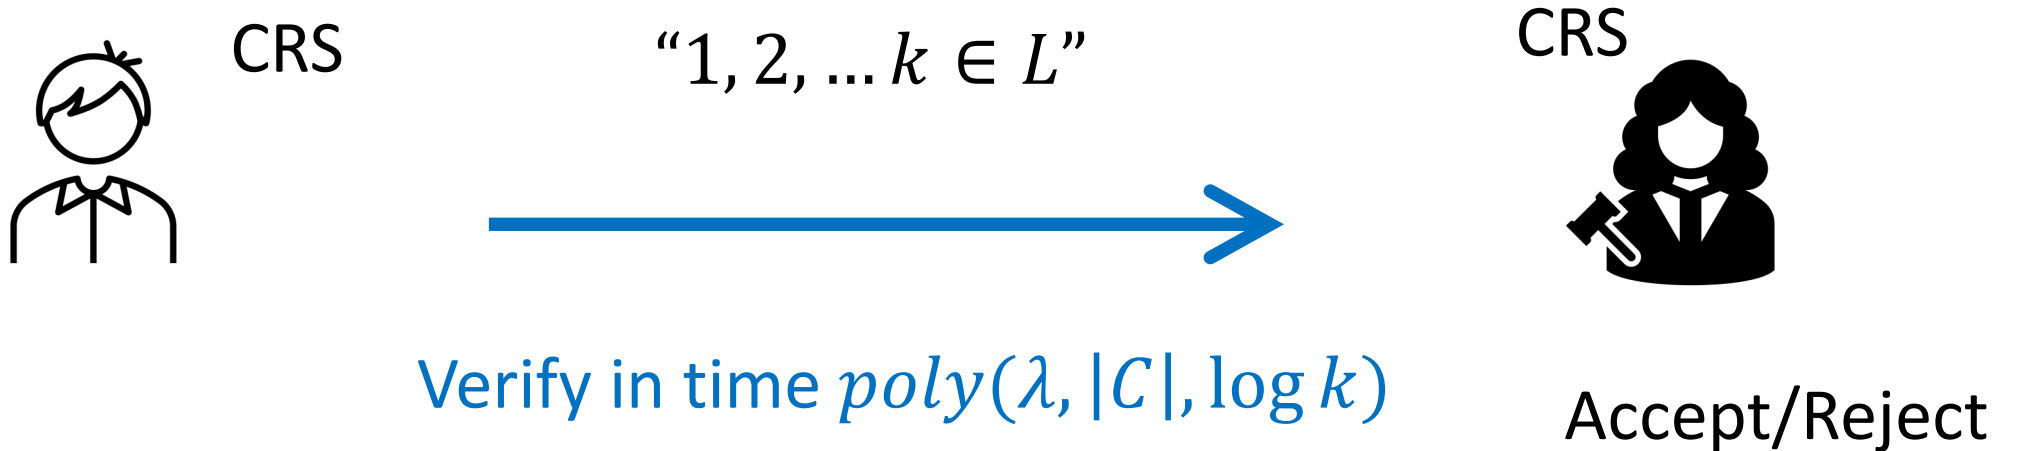 CRS
“1, 2, … k ∈ L”
CRS
Verify in time poly(λ, |C|, log k)
Accept/Reject